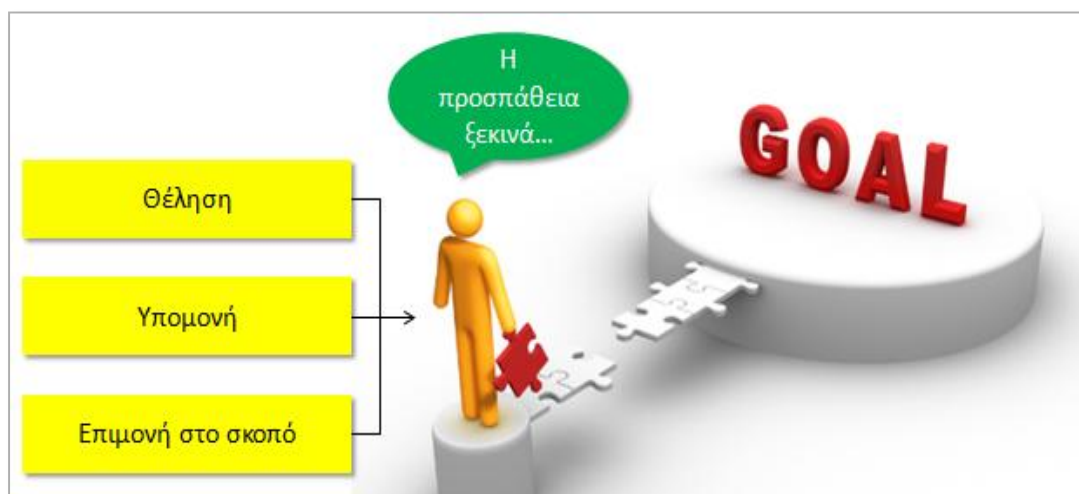 Η
προσπάθεια
ξεκινά...
GOAL
Θέληση
Υπομονή
Επιμονή στο σκοπό